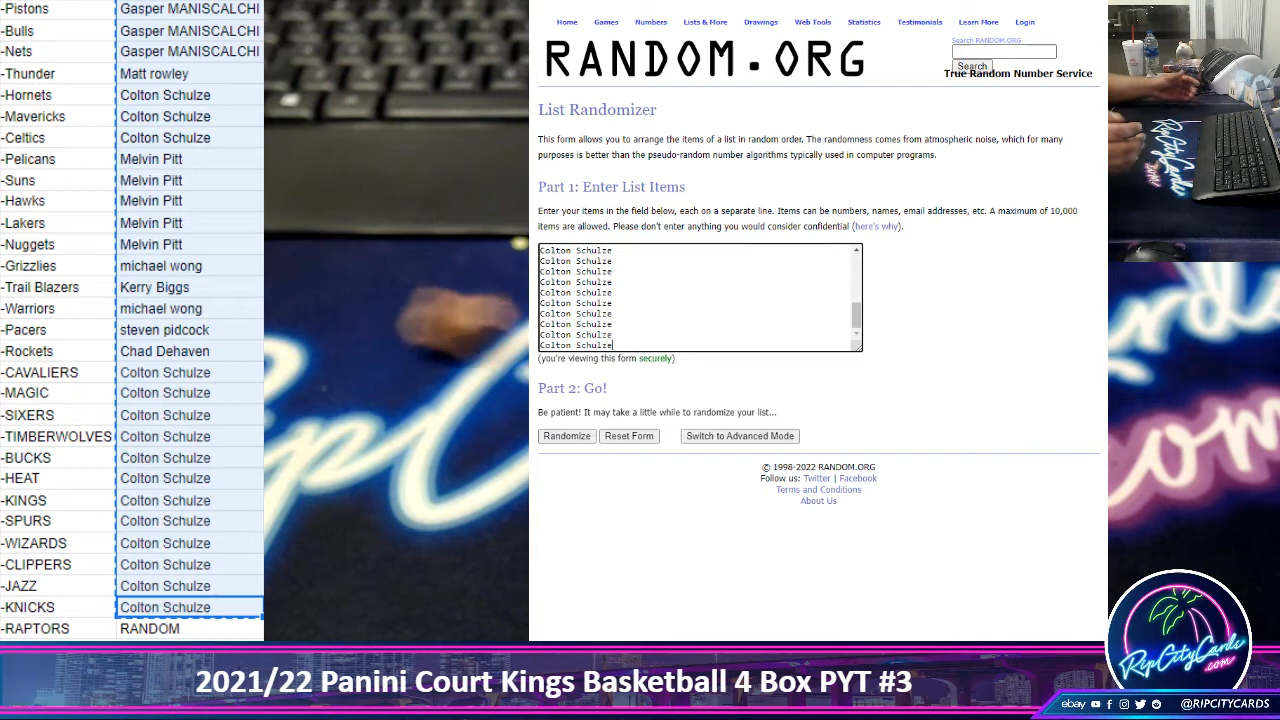 -Pistons Gasper MANISCALCHI
-Bulls Gasper MANISCALCHI
-Nets Gasper MANISCALCHI
-Thunder Matt rowley
-Hornets Colton Schulze
-Mavericks Colton Schulze
-Celtics Colton Schulze
-Pelicans Melvin Pitt
-Suns Melvin Pitt
-Hawks Melvin Pitt
-Lakers Melvin Pitt
-Nuggets Melvin Pitt
-Grizzlies michael wong
-Trail Blazers Kerry Biggs
-Warriors michael wong
-Pacers steven pidcock
-Rockets Chad Dehaven
-CAVALIERS Colton Schulze
-MAGIC Colton Schulze
-SIXERS Colton Schulze
-TIMBERWOLVES Colton Schulze
-BUCKS Colton Schulze
-HEAT Colton Schulze
-KINGS Colton Schulze
-SPURS Colton Schulze
-WIZARDS Colton Schulze
-CLIPPERS Colton Schulze
-JAZZ Colton Schulze
-KNICKS Colton Schulze
-RAPTORS RANDOM
Home Games Numbers Lists & More Drawings Web Tools Statistics Testimonials Learn More Login
RANDOM.ORG
Search RANDOM.ORG
Search
True Random Number Service
List Randomizer
This form allows you to arrange the items of a list in random order. The randomness comes from atmospheric noise, which for many
purposes is better than the pseudo-random number algorithms typically used in computer programs.
Part 1: Enter List Items
Enter your items in the field below, each on a separate line. Items can be numbers, names, email addresses, etc. A maximum of 10,000
items are allowed. Please don't enter anything you would consider confidential (here's why).
Colton Schulze
Colton Schulze
Colton Schulze
Colton Schulze
Colton Schulze
Colton Schulze
Colton Schulze
Colton Schulze
Colton Schulze
Colton Schulze
(you're viewing this form securely)
Part 2: Go!
Be patient! It may take a little while to randomize your list...
Randomize Reset Form Switch to Advanced Mode
© 1998-2022 RANDOM.ORG
Follow us: Twitter | Facebook
Terms and Conditions
About Us
RipCityCards
RipCityCards
.com
2021/22 Panini Court Kings Basketball 4 Box PYT #3
ebay @RIPCITYCARDS